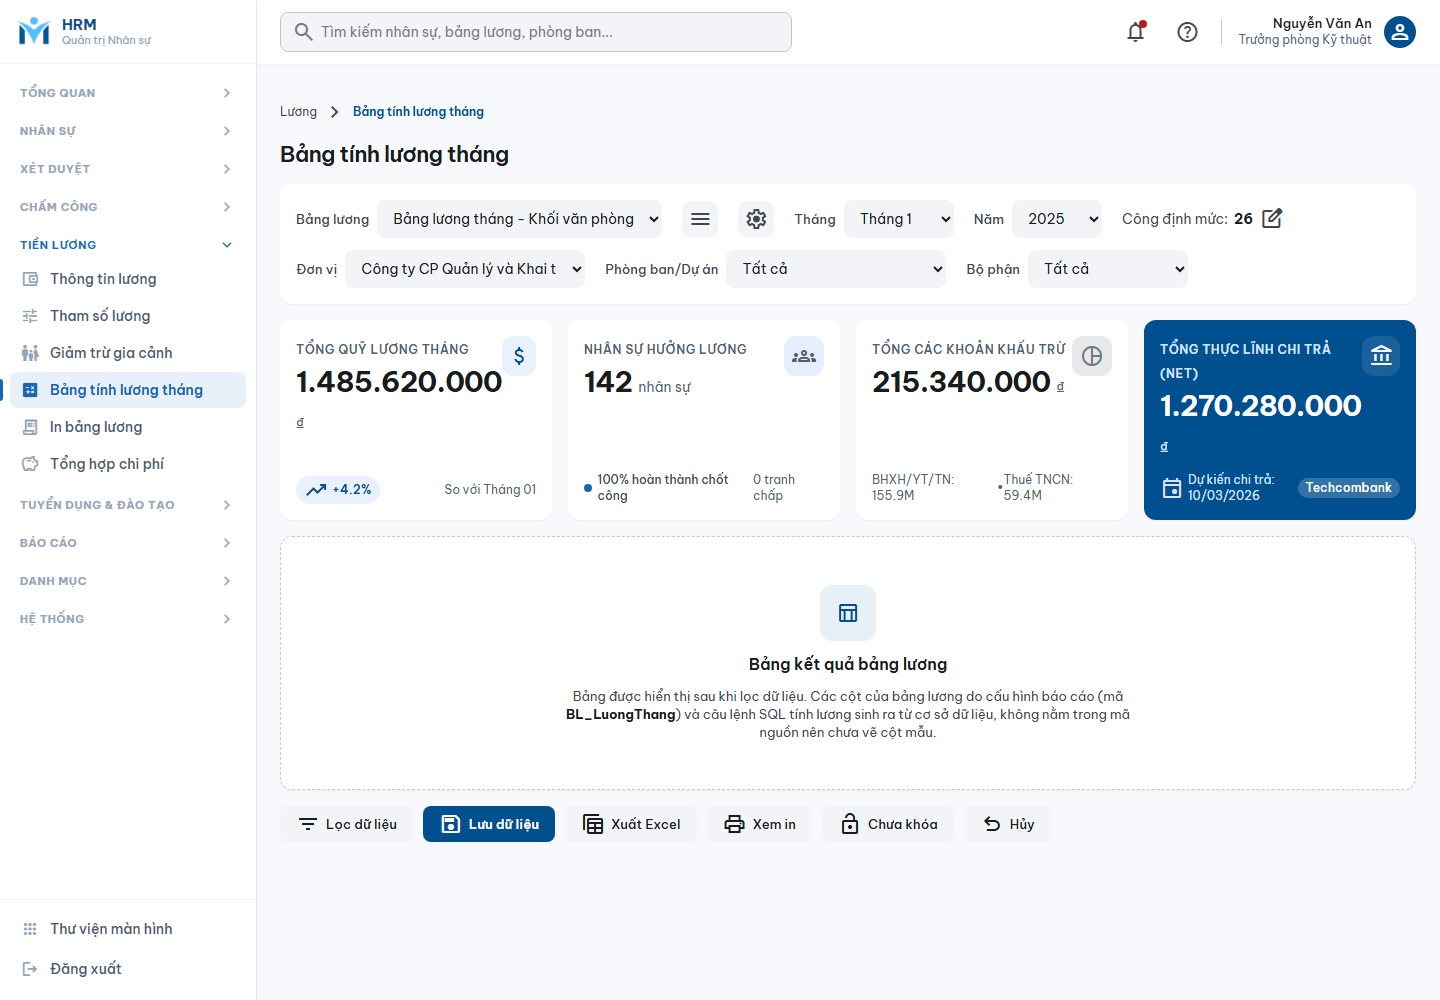 HRM
Quản trị Nhân sự
Tìm kiếm nhân sự, bảng lương, phòng ban...
Nguyễn Văn An
Trưởng phòng Kỹ thuật
TỔNG QUAN
NHÂN SỰ
XÉT DUYỆT
CHẤM CÔNG
TIỀN LƯƠNG
Thông tin lương
Tham số lương
Giảm trừ gia cảnh
Bảng tính lương tháng
In bảng lương
Tổng hợp chi phí
TUYỂN DỤNG & ĐÀO TẠO
BÁO CÁO
DANH MỤC
HỆ THỐNG
Thư viện màn hình
Đăng xuất
Lương
Bảng tính lương tháng
Bảng tính lương tháng
Bảng lương Bảng lương tháng - Khối văn phòng Tháng Tháng 1 Năm 2025 Công định mức: 26
Đơn vị Công ty CP Quản lý và Khai t Phòng ban/Dự án Tất cả Bộ phận Tất cả
TỔNG QUỸ LƯƠNG THÁNG
$
1.485.620.000
đ
+4.2%
So với Tháng 01
NHÂN SỰ HƯỞNG LƯƠNG
142 nhân sự
100% hoàn thành chốt
công
0 tranh
chấp
TỔNG CÁC KHOẢN KHẤU TRỪ
215.340.000 đ
BHXH/YT/TN:
155.9M
•
Thuế TNCN:
59.4M
TỔNG THỰC LĨNH CHI TRẢ
(NET)
1.270.280.000
đ
Dự kiến chi trả:
10/03/2026
Techcombank
Bảng kết quả bảng lương
Bảng được hiển thị sau khi lọc dữ liệu. Các cột của bảng lương do cấu hình báo cáo (mã
BL_LuongThang) và câu lệnh SQL tính lương sinh ra từ cơ sở dữ liệu, không nằm trong mã
nguồn nên chưa vẽ cột mẫu.
Lọc dữ liệu
Lưu dữ liệu
Xuất Excel
Xem in
Chưa khóa
Hủy